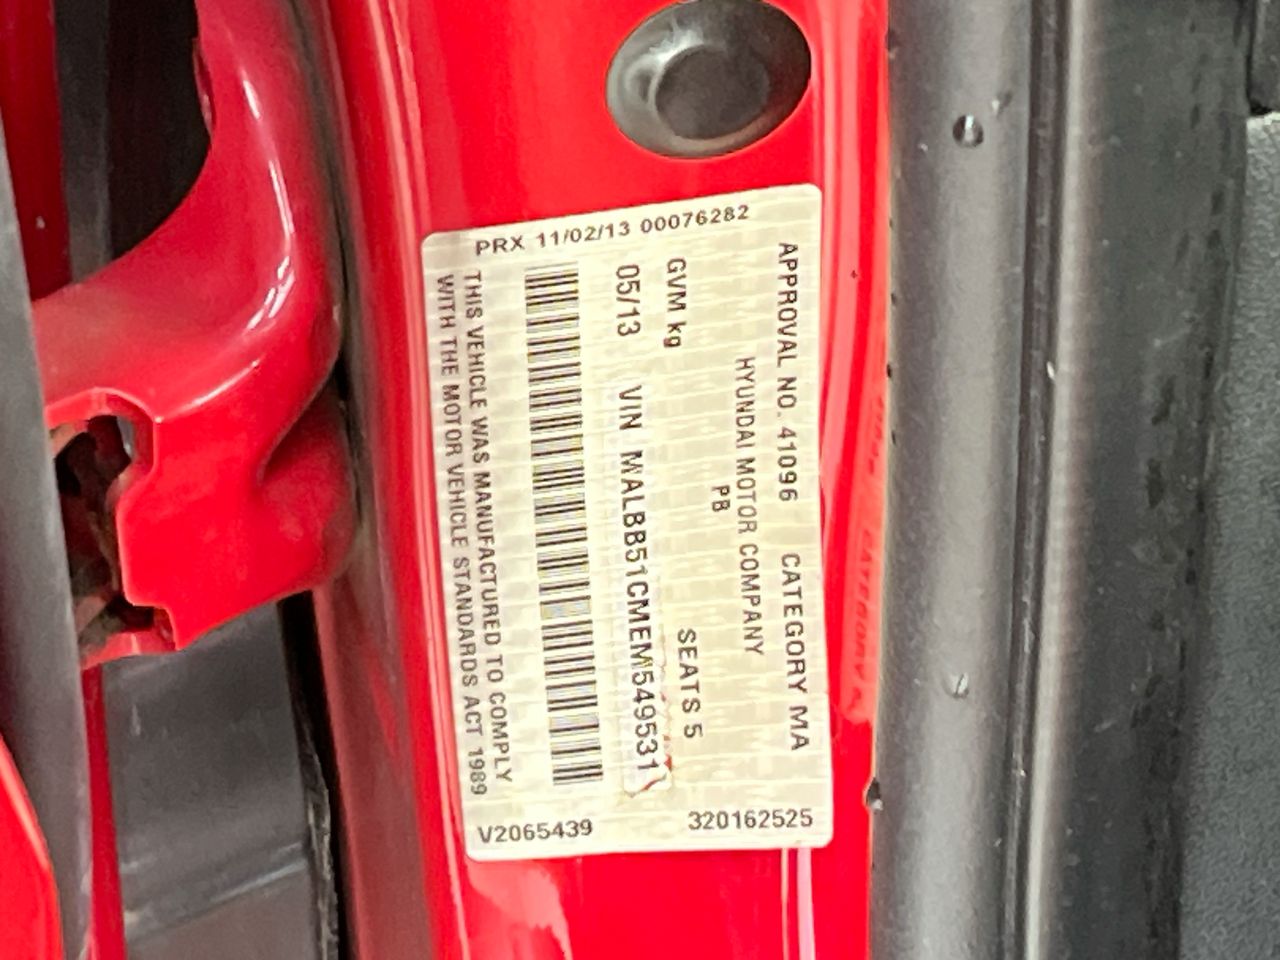 PRX 11/02/13 00076282
APPROVAL NO. 41096 CATEGORY MA
HYUNDAI MOTOR COMPANY
PB
GVM kg SEATS 5
05/13 VIN MALBB51CMEM549531
THIS VEHICLE WAS MANUFACTURED TO COMPLY
WITH THE MOTOR VEHICLE STANDARDS ACT 1989
V2065439 320162525